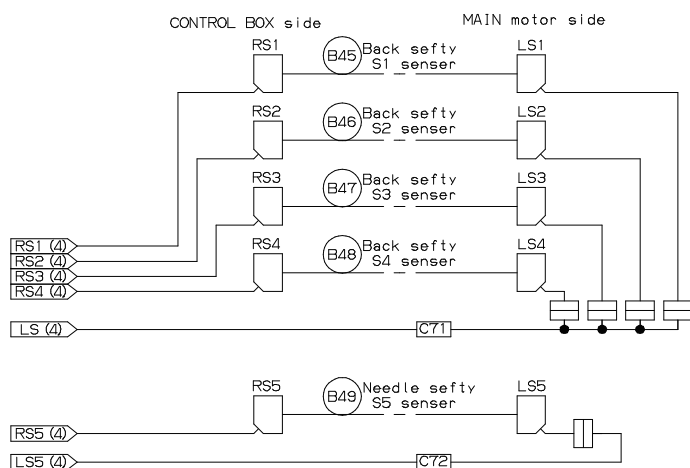 CONTROL BOX side
MAIN motor side
RS1
B45
Back sefty
S1 senser
LS1
RS2
B46
Back sefty
S2 senser
LS2
RS3
B47
Back sefty
S3 senser
LS3
RS4
B48
Back sefty
S4 senser
LS4
RS1 (4)
RS2 (4)
RS3 (4)
RS4 (4)
LS (4)
C71
RS5
B49
Needle sefty
S5 senser
LS5
RS5 (4)
LS5 (4)
C72